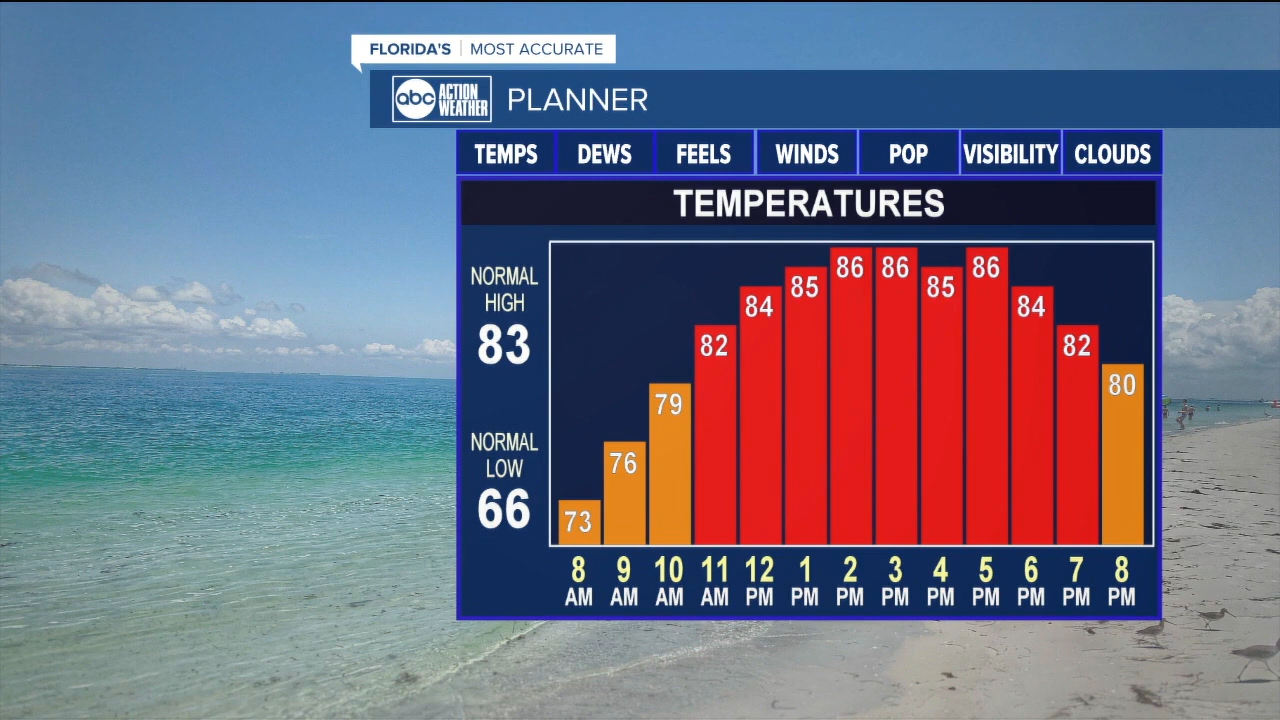 FLORIDA'S | MOST ACCURATE
abc ACTION WEATHER PLANNER
TEMPS DEWS FEELS WINDS POP VISIBILITY CLOUDS
TEMPERATURES
NORMAL
HIGH
83
NORMAL
LOW
66
73 76 79 82 84 85 86 86 85 86 84 82 80
8 9 10 11 12 1 2 3 4 5 6 7 8
AM AM AM AM PM PM PM PM PM PM PM PM PM